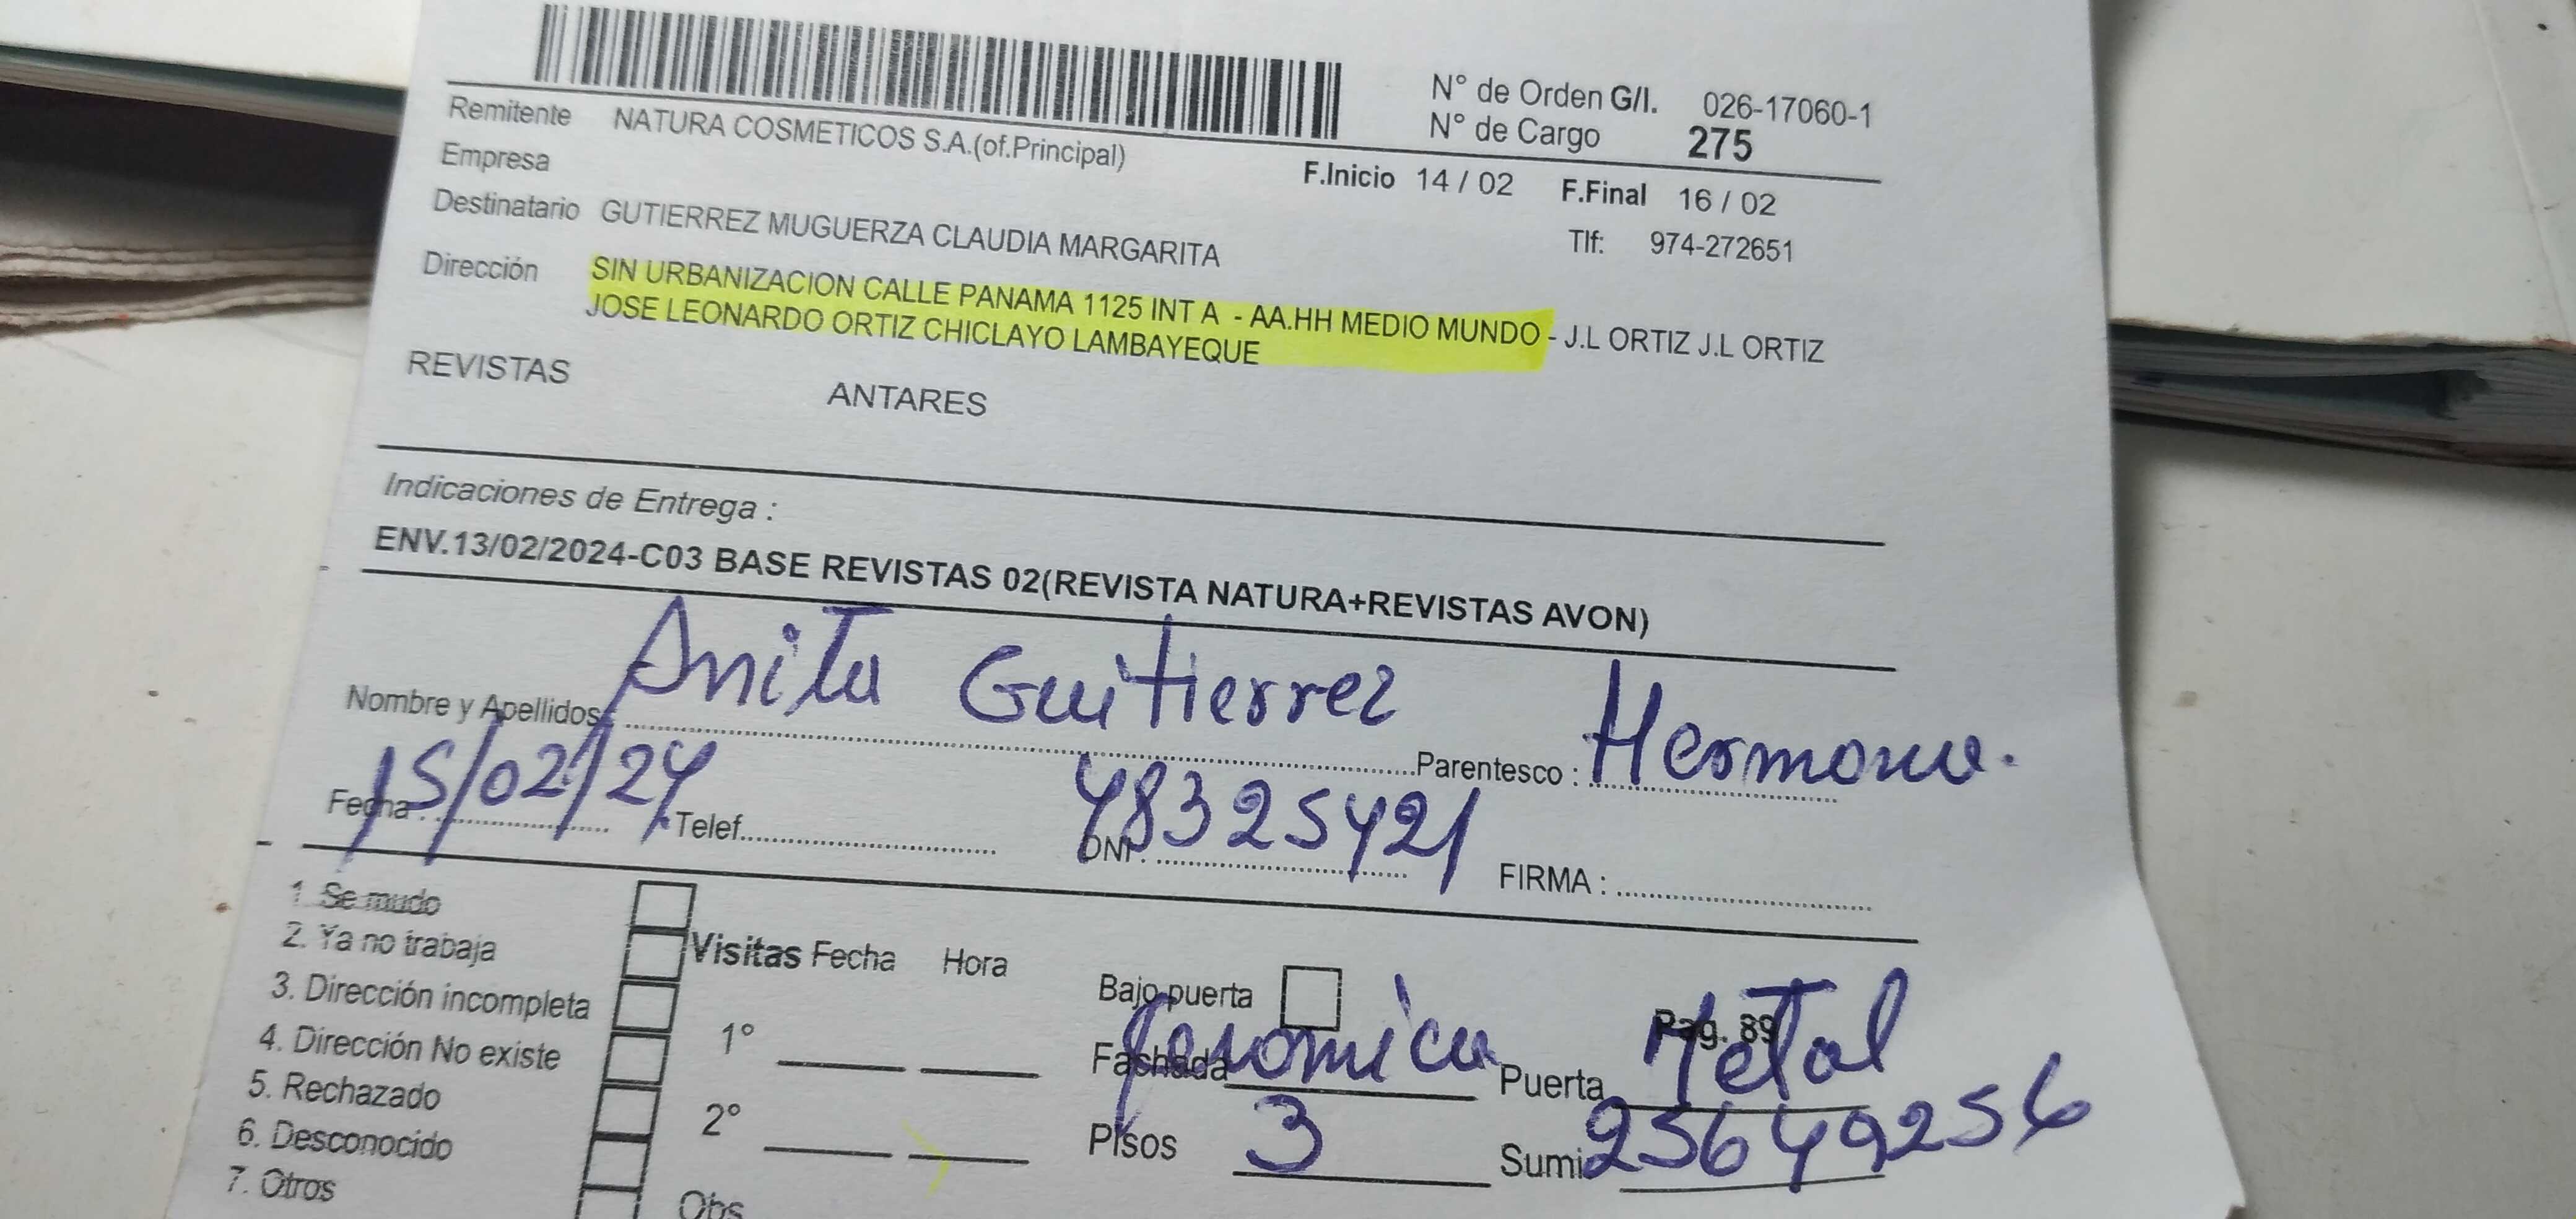 N° de Orden G/I. 026-17060-1
N° de Cargo 275
Remitente NATURA COSMETICOS S.A.(of.Principal)
Empresa
F.Inicio 14 / 02 F.Final 16 / 02
Destinatario GUTIERREZ MUGUERZA CLAUDIA MARGARITA
Tlf: 974-272651
Dirección SIN URBANIZACION CALLE PANAMA 1125 INT A - AA.HH MEDIO MUNDO - J.L ORTIZ J.L ORTIZ
JOSE LEONARDO ORTIZ CHICLAYO LAMBAYEQUE
REVISTAS ANTARES
Indicaciones de Entrega :
ENV.13/02/2024-C03 BASE REVISTAS 02(REVISTA NATURA+REVISTAS AVON)
Nombre y Apellidos: Anita Guitierrez Parentesco : Hermana.
Fecha: 15/02/24 Telef. DNI: 48325421 FIRMA :
1. Se mudo
2. Ya no trabaja
3. Dirección incompleta
4. Dirección No existe
5. Rechazado
6. Desconocido
7. Otros
Visitas Fecha Hora
1°
2°
Obs
Bajo puerta
Pag. 89
Fachada Puerta Metal
Pisos 3 Sumi 25649256